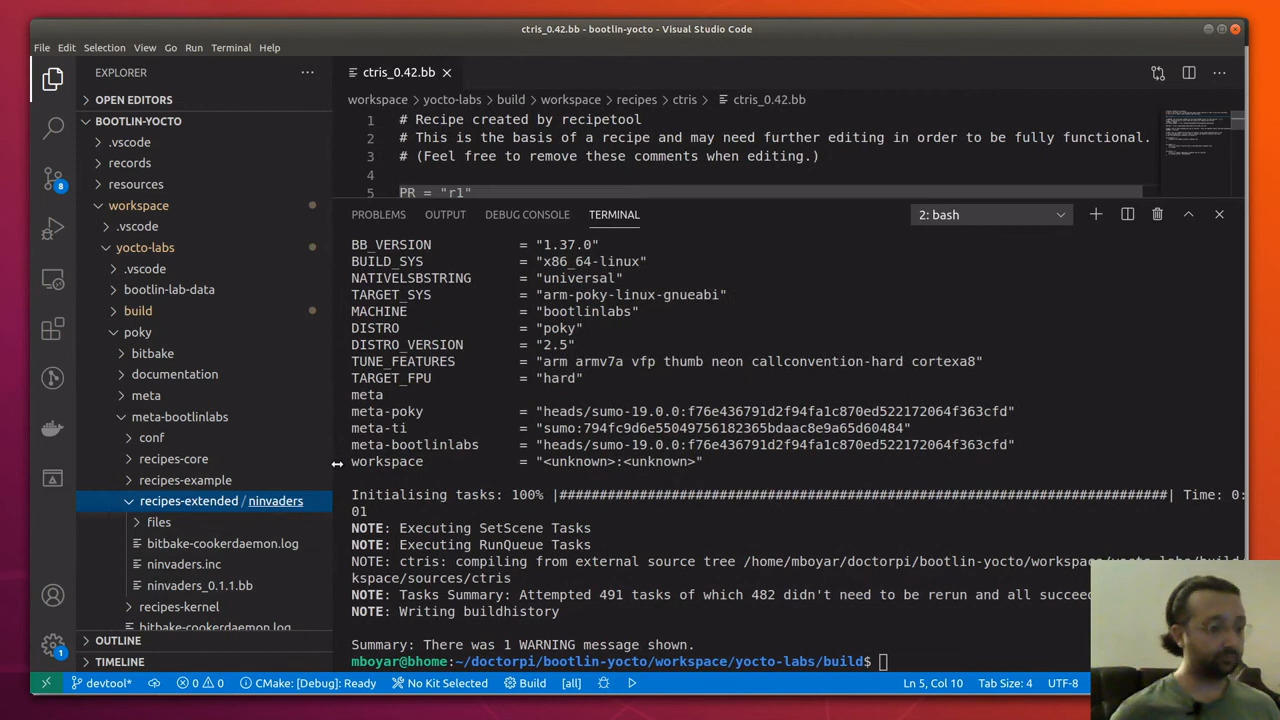 ctris_0.42.bb - bootlin-yocto - Visual Studio Code
File Edit Selection View Go Run Terminal Help
EXPLORER
ctris_0.42.bb
OPEN EDITORS
workspace yocto-labs build workspace recipes ctris ctris_0.42.bb
BOOTLIN-YOCTO
1 # Recipe created by recipetool
.vscode
2 # This is the basis of a recipe and may need further editing in order to be fully functional.
records
3 # (Feel free to remove these comments when editing.)
resources
4
5 PR = "r1"
workspace
.vscode
PROBLEMS OUTPUT DEBUG CONSOLE TERMINAL 2: bash
yocto-labs
.vscode
bootlin-lab-data
build
poky
bitbake
documentation
meta
meta-bootlinlabs
conf
recipes-core
recipes-example
recipes-extended / ninvaders
files
bitbake-cookerdaemon.log
ninvaders.inc
ninvaders_0.1.1.bb
recipes-kernel
bitbake-cookerdaemon.log
OUTLINE
TIMELINE
8
1
BB_VERSION = "1.37.0"
BUILD_SYS = "x86_64-linux"
NATIVELSBSTRING = "universal"
TARGET_SYS = "arm-poky-linux-gnueabi"
MACHINE = "bootlinlabs"
DISTRO = "poky"
DISTRO_VERSION = "2.5"
TUNE_FEATURES = "arm armv7a vfp thumb neon callconvention-hard cortexa8"
TARGET_FPU = "hard"
meta
meta-poky = "heads/sumo-19.0.0:f76e436791d2f94fa1c870ed522172064f363cfd"
meta-ti = "sumo:794fc9d6e55049756182365bdaac8e9a65d60484"
meta-bootlinlabs = "heads/sumo-19.0.0:f76e436791d2f94fa1c870ed522172064f363cfd"
workspace = "<unknown>:<unknown>"
Initialising tasks: 100% |############################################################################| Time: 0:
01
NOTE: Executing SetScene Tasks
NOTE: Executing RunQueue Tasks
NOTE: ctris: compiling from external source tree /home/mboyar/doctorpi/bootlin-yocto/workspace/yocto-labs/build/
kspace/sources/ctris
NOTE: Tasks Summary: Attempted 491 tasks of which 482 didn't need to be rerun and all succee
NOTE: Writing buildhistory
Summary: There was 1 WARNING message shown.
mboyar@bhome:~/doctorpi/bootlin-yocto/workspace/yocto-labs/build$
devtool* 0 0 CMake: [Debug]: Ready No Kit Selected Build [all] Ln 5, Col 10 Tab Size: 4 UTF-8